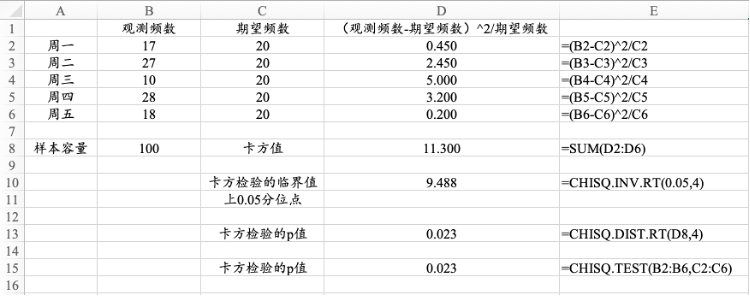 A B C D E
1 观测频数 期望频数 （观测频数-期望频数）^2/期望频数
2 周一 17 20 0.450 =(B2-C2)^2/C2
3 周二 27 20 2.450 =(B3-C3)^2/C3
4 周三 10 20 5.000 =(B4-C4)^2/C4
5 周四 28 20 3.200 =(B5-C5)^2/C5
6 周五 18 20 0.200 =(B6-C6)^2/C6
7
8 样本容量 100 卡方值 11.300 =SUM(D2:D6)
9
10 卡方检验的临界值 9.488 =CHISQ.INV.RT(0.05,4)
11 上0.05分位点
12
13 卡方检验的p值 0.023 =CHISQ.DIST.RT(D8,4)
14
15 卡方检验的p值 0.023 =CHISQ.TEST(B2:B6,C2:C6)
16